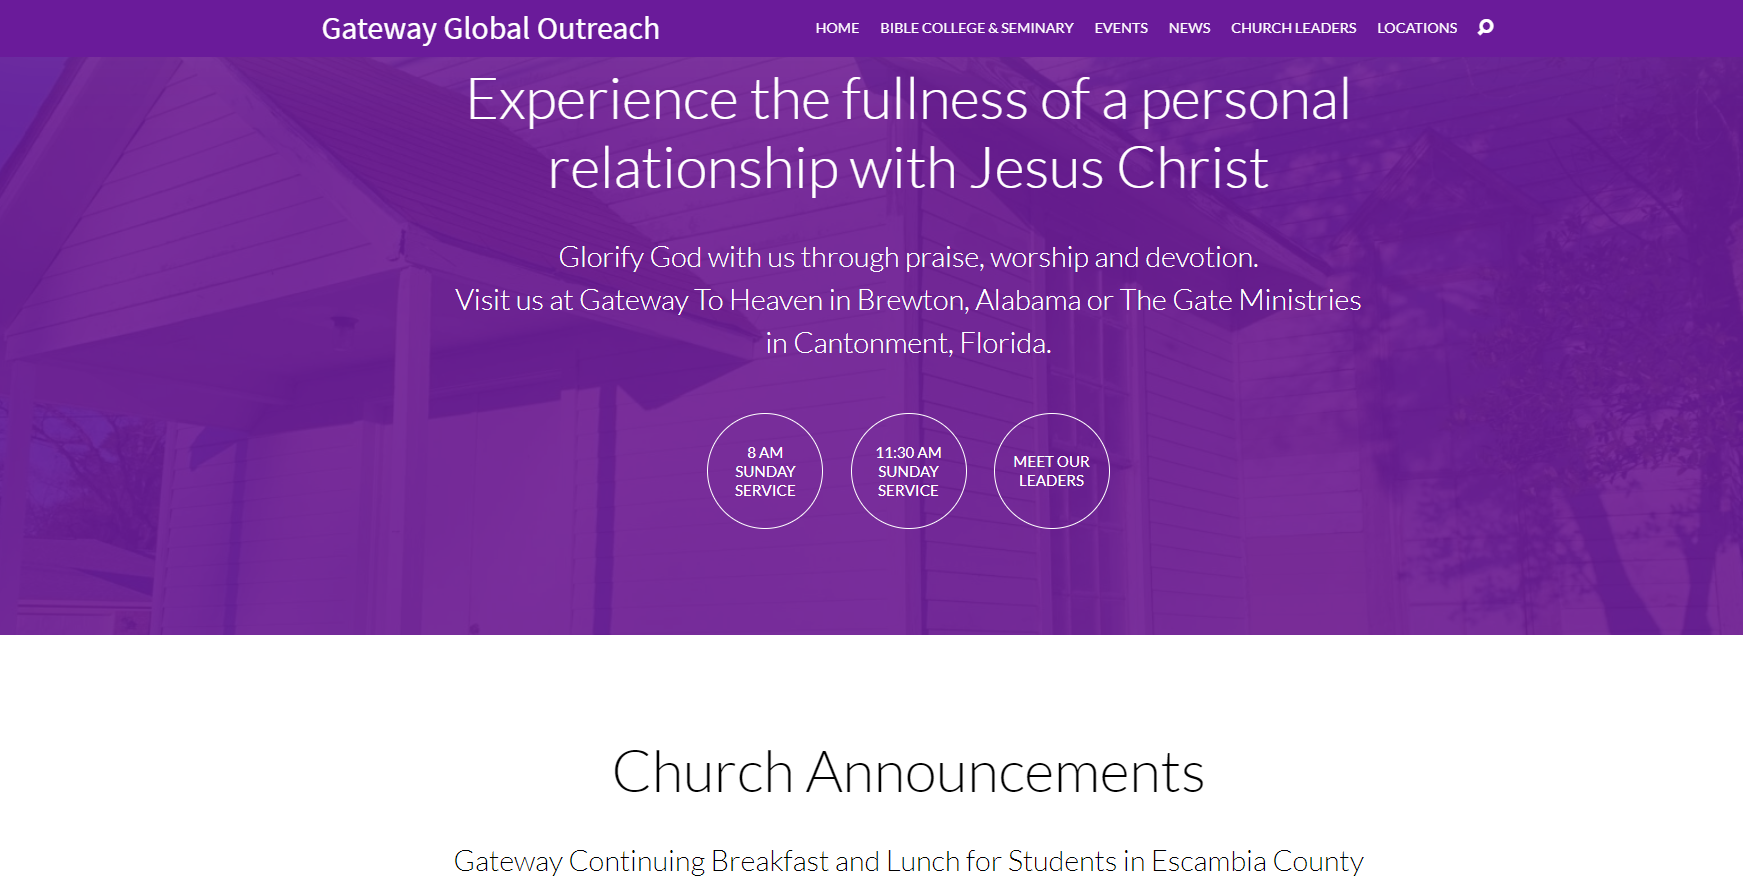 Gateway Global Outreach
HOME BIBLE COLLEGE & SEMINARY EVENTS NEWS CHURCH LEADERS LOCATIONS
Experience the fullness of a personal
relationship with Jesus Christ
Glorify God with us through praise, worship and devotion.
Visit us at Gateway To Heaven in Brewton, Alabama or The Gate Ministries
in Cantonment, Florida.
8 AM
SUNDAY
SERVICE
11:30 AM
SUNDAY
SERVICE
MEET OUR
LEADERS
Church Announcements
Gateway Continuing Breakfast and Lunch for Students in Escambia County